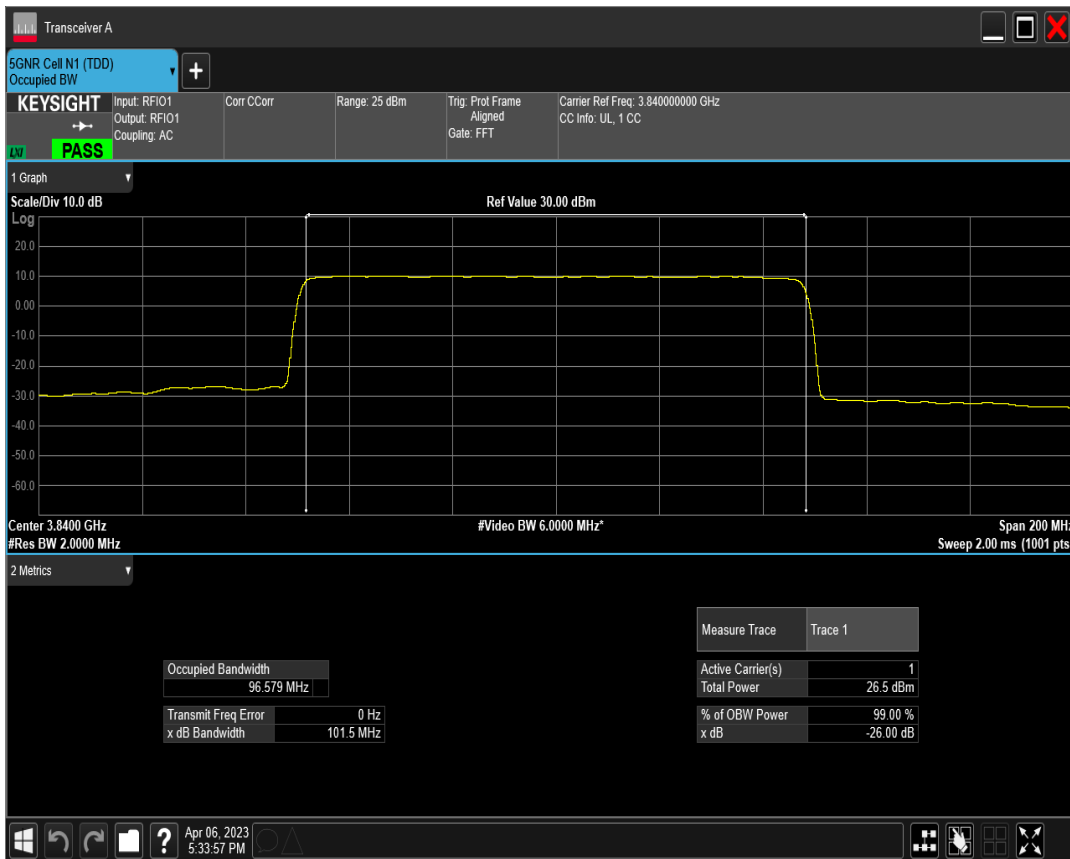 Transceiver A
5GNR Cell N1 (TDD)
Occupied BW
+
KEYSIGHT
LXI
PASS
Input: RFIO1
Output: RFIO1
Coupling: AC
Corr CCorr
Range: 25 dBm
Trig: Prot Frame
Aligned
Gate: FFT
Carrier Ref Freq: 3.840000000 GHz
CC Info: UL, 1 CC
1 Graph
Scale/Div 10.0 dB
Ref Value 30.00 dBm
Log
20.0
10.0
0.00
-10.0
-20.0
-30.0
-40.0
-50.0
-60.0
Center 3.8400 GHz
#Video BW 6.0000 MHz*
Span 200 MHz
#Res BW 2.0000 MHz
Sweep 2.00 ms (1001 pts
2 Metrics
Measure Trace Trace 1
Occupied Bandwidth
96.579 MHz
Active Carrier(s) 1
Total Power 26.5 dBm
Transmit Freq Error 0 Hz
x dB Bandwidth 101.5 MHz
% of OBW Power 99.00 %
x dB -26.00 dB
?
Apr 06, 2023
5:33:57 PM